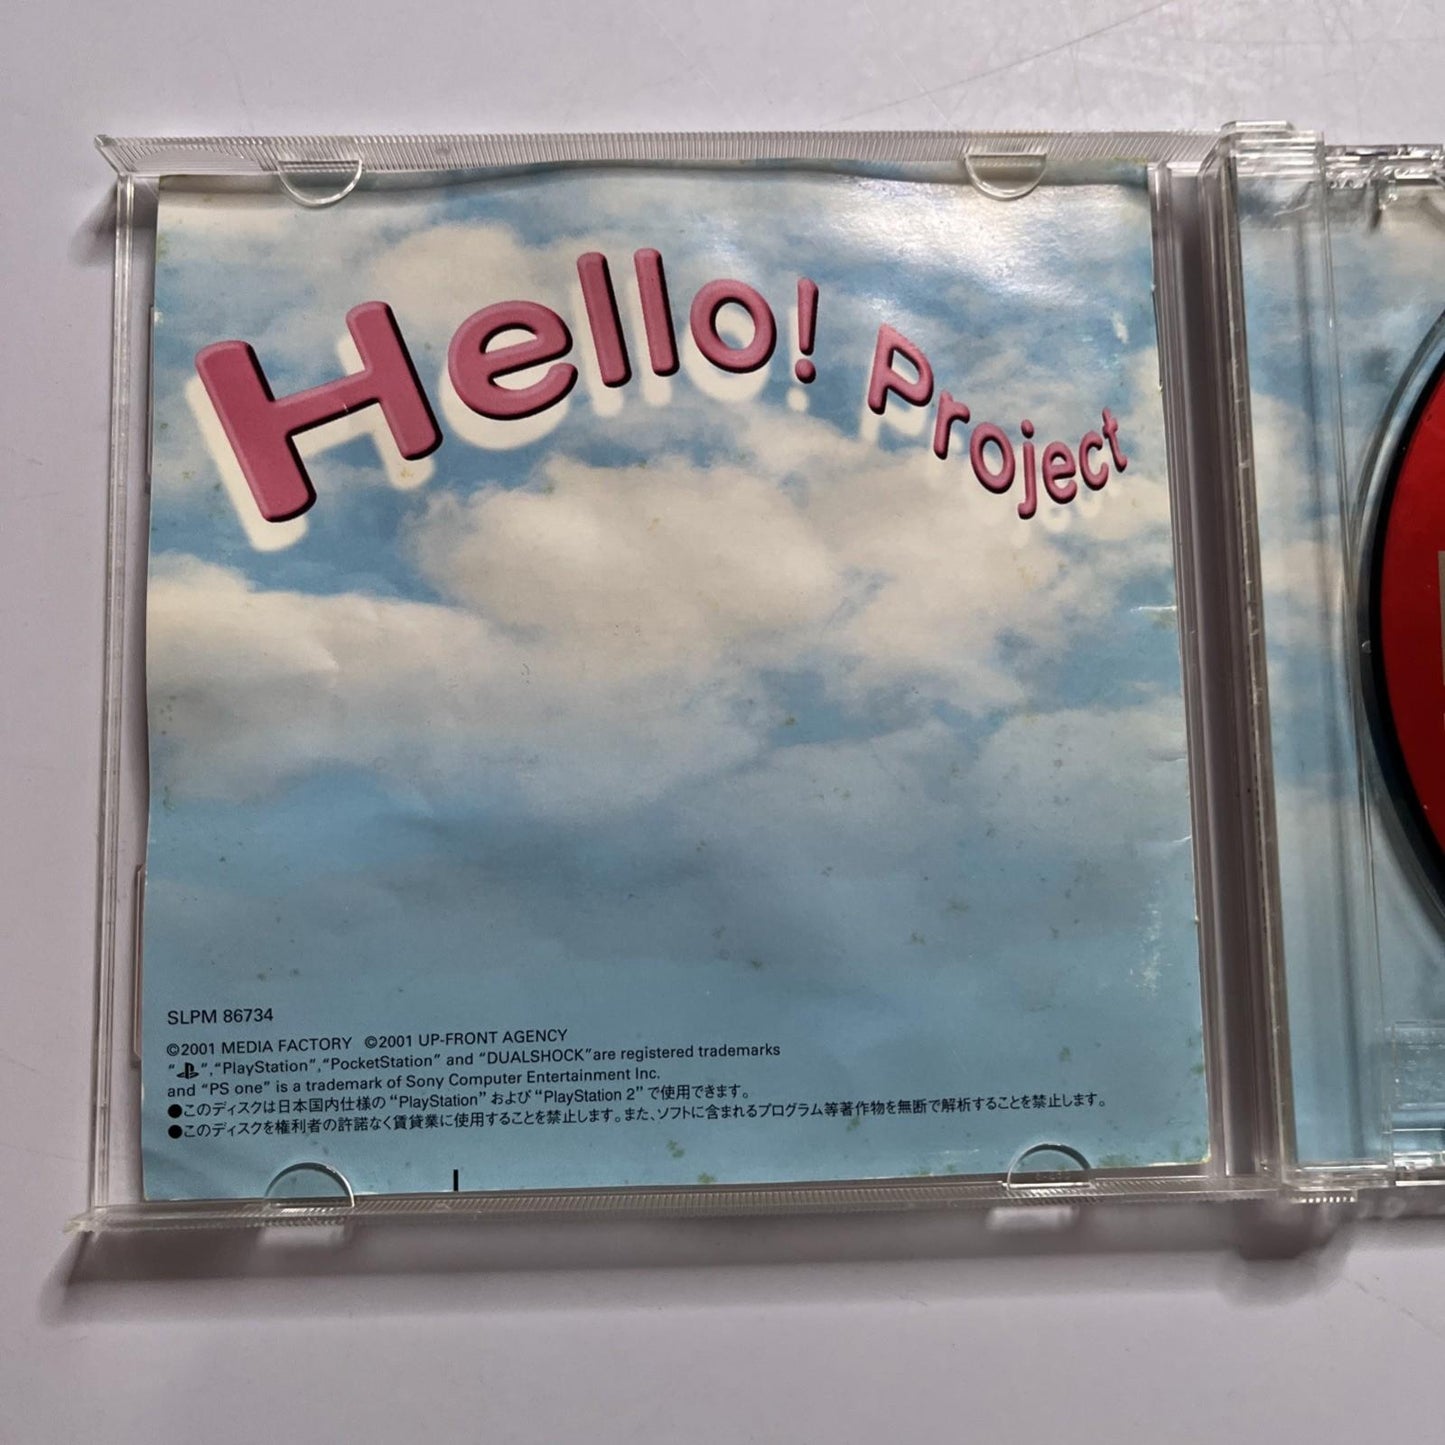 Hello! Project
SLPM 86734
©2001 MEDIA FACTORY ©2001 UP-FRONT AGENCY
“ ”,“PlayStation”,“PocketStation” and “DUALSHOCK”are registered trademarks
and “PS one” is a trademark of Sony Computer Entertainment Inc.
●このディスクは日本国内仕様の“PlayStation”および“PlayStation 2”で使用できます。
●このディスクを権利者の許諾なく賃貸業に使用することを禁止します。また、ソフトに含まれるプログラム等著作物を無断で解析することを禁止します。